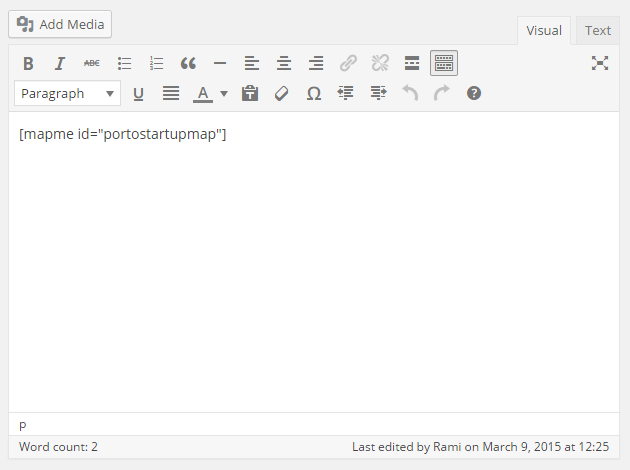 Add Media
Visual Text
B I ABC
Paragraph U A Ω ?
[mapme id="portostartupmap"]
p
Word count: 2 Last edited by Rami on March 9, 2015 at 12:25